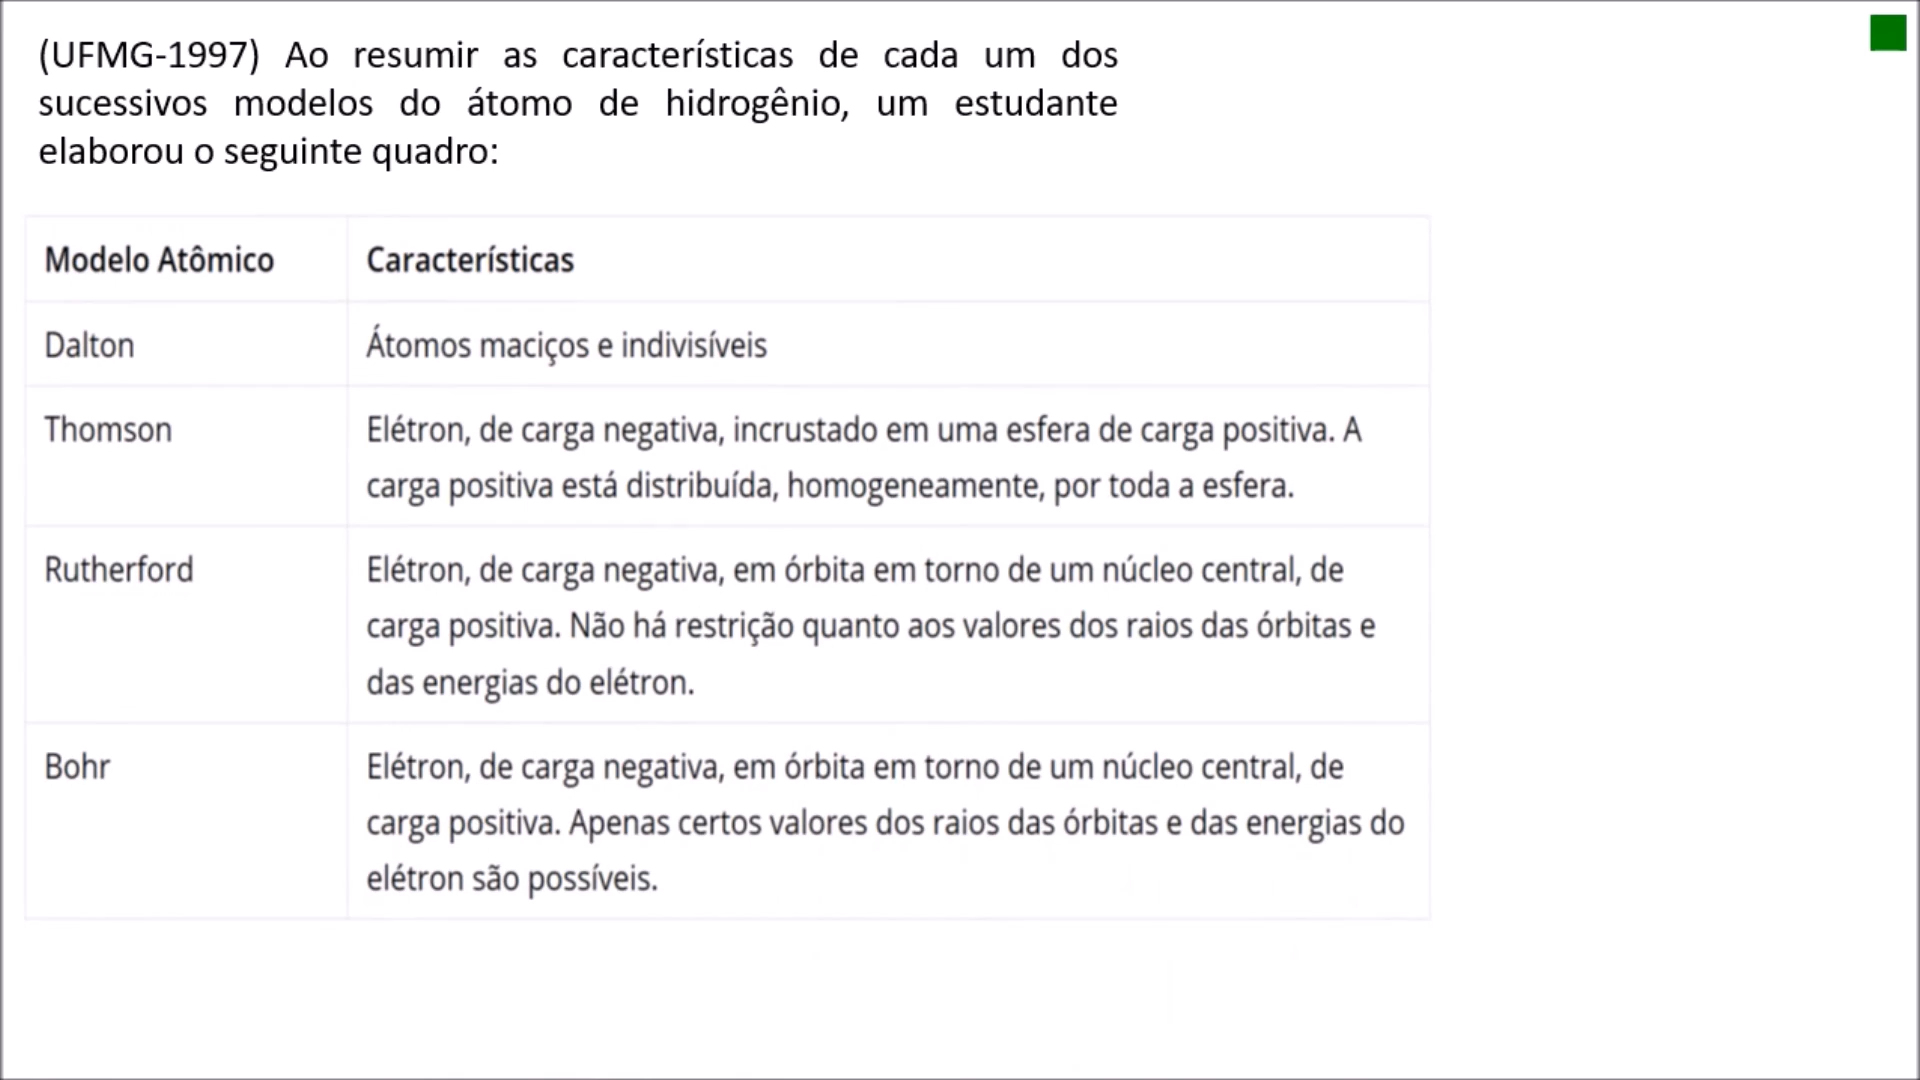 (UFMG-1997) Ao resumir as características de cada um dos
sucessivos modelos do átomo de hidrogênio, um estudante
elaborou o seguinte quadro:
Modelo Atômico
Características
Dalton
Átomos maciços e indivisíveis
Thomson
Elétron, de carga negativa, incrustado em uma esfera de carga positiva. A
carga positiva está distribuída, homogeneamente, por toda a esfera.
Rutherford
Elétron, de carga negativa, em órbita em torno de um núcleo central, de
carga positiva. Não há restrição quanto aos valores dos raios das órbitas e
das energias do elétron.
Bohr
Elétron, de carga negativa, em órbita em torno de um núcleo central, de
carga positiva. Apenas certos valores dos raios das órbitas e das energias do
elétron são possíveis.